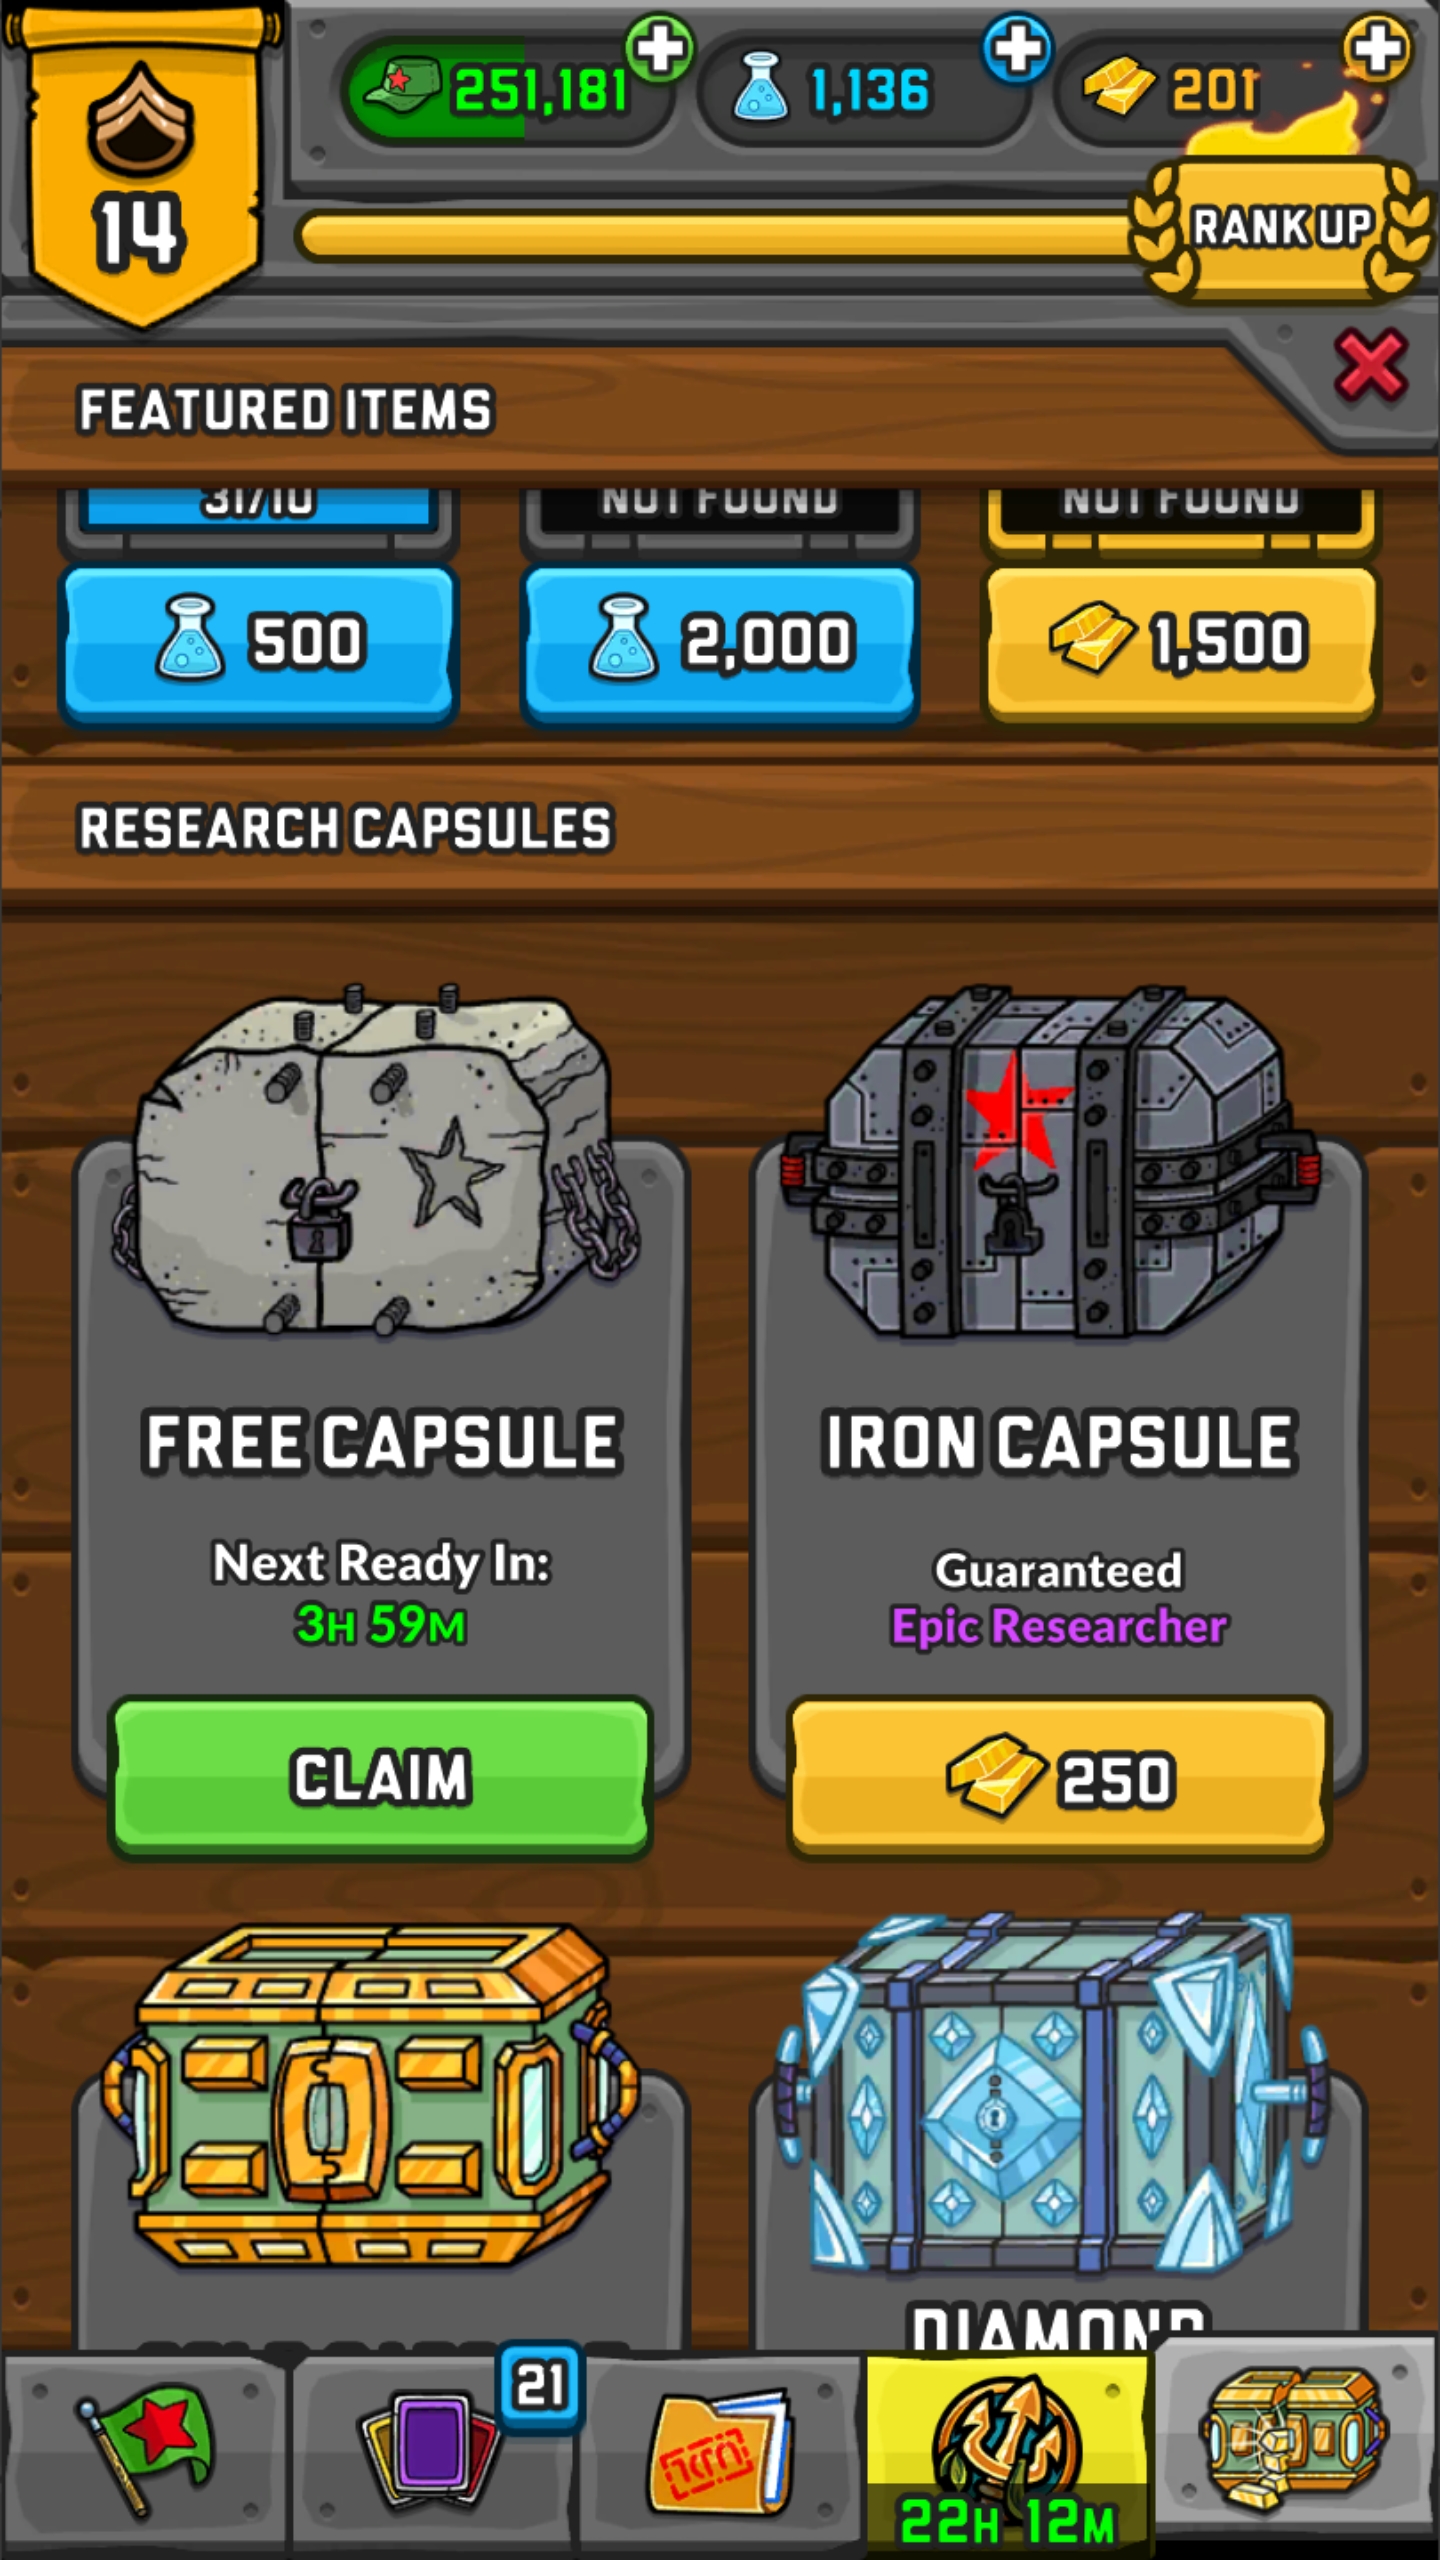 251,181
1,136
201
14
RANK UP
FEATURED ITEMS
31/10
NOT FOUND
NOT FOUND
500
2,000
1,500
RESEARCH CAPSULES
FREE CAPSULE
IRON CAPSULE
Next Ready In:
3H 59M
Guaranteed
Epic Researcher
CLAIM
250
DIAMOND
21
22H 12M